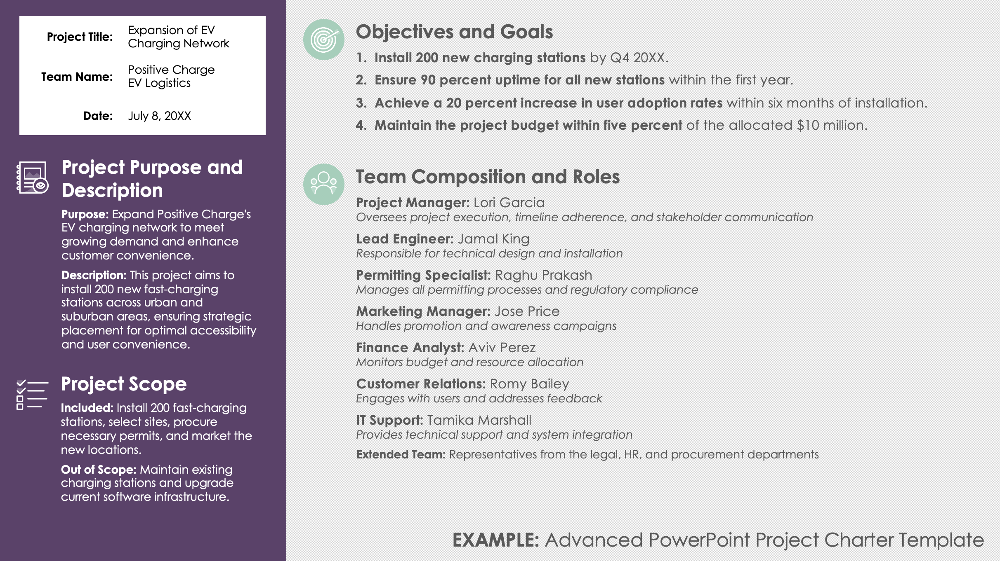 Project Title: Expansion of EV
Charging Network
Team Name: Positive Charge
EV Logistics
Date: July 8, 20XX
Project Purpose and
Description
Purpose: Expand Positive Charge's
EV charging network to meet
growing demand and enhance
customer convenience.
Description: This project aims to
install 200 new fast-charging
stations across urban and
suburban areas, ensuring strategic
placement for optimal accessibility
and user convenience.
Project Scope
Included: Install 200 fast-charging
stations, select sites, procure
necessary permits, and market the
new locations.
Out of Scope: Maintain existing
charging stations and upgrade
current software infrastructure.
Objectives and Goals
1. Install 200 new charging stations by Q4 20XX.
2. Ensure 90 percent uptime for all new stations within the first year.
3. Achieve a 20 percent increase in user adoption rates within six months of installation.
4. Maintain the project budget within five percent of the allocated $10 million.
Team Composition and Roles
Project Manager: Lori Garcia
Oversees project execution, timeline adherence, and stakeholder communication
Lead Engineer: Jamal King
Responsible for technical design and installation
Permitting Specialist: Raghu Prakash
Manages all permitting processes and regulatory compliance
Marketing Manager: Jose Price
Handles promotion and awareness campaigns
Finance Analyst: Aviv Perez
Monitors budget and resource allocation
Customer Relations: Romy Bailey
Engages with users and addresses feedback
IT Support: Tamika Marshall
Provides technical support and system integration
Extended Team: Representatives from the legal, HR, and procurement departments
EXAMPLE: Advanced PowerPoint Project Charter Template